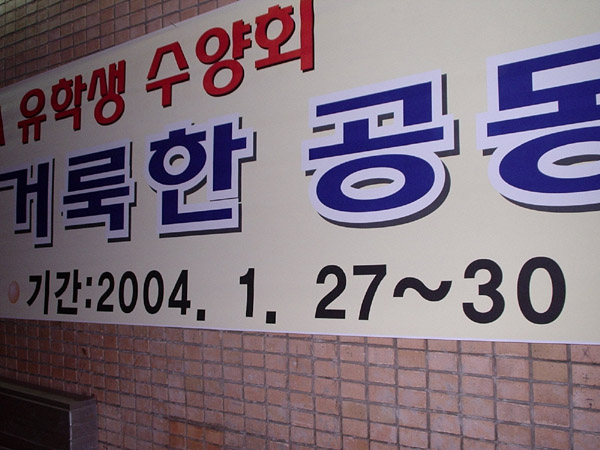 유학생 수양회
거룩한 공동
기간:2004. 1. 27~30